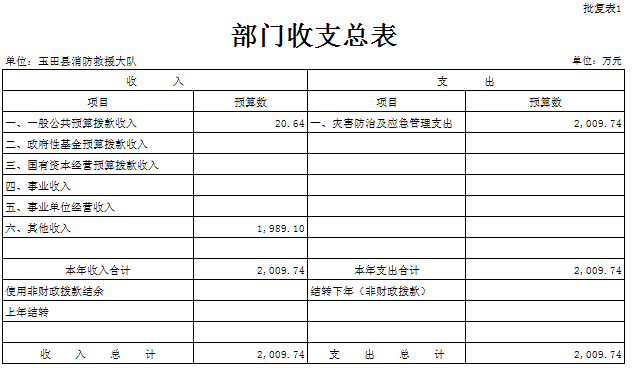 批复表1
部门收支总表
单位：玉田县消防救援大队 单位：万元
收 入 支 出
项目 预算数 项目 预算数
一、一般公共预算拨款收入 20.64 一、灾害防治及应急管理支出 2,009.74
二、政府性基金预算拨款收入
三、国有资本经营预算拨款收入
四、事业收入
五、事业单位经营收入
六、其他收入 1,989.10
本年收入合计 2,009.74 本年支出合计 2,009.74
使用非财政拨款结余 结转下年（非财政拨款）
上年结转
收 入 总 计 2,009.74 支 出 总 计 2,009.74